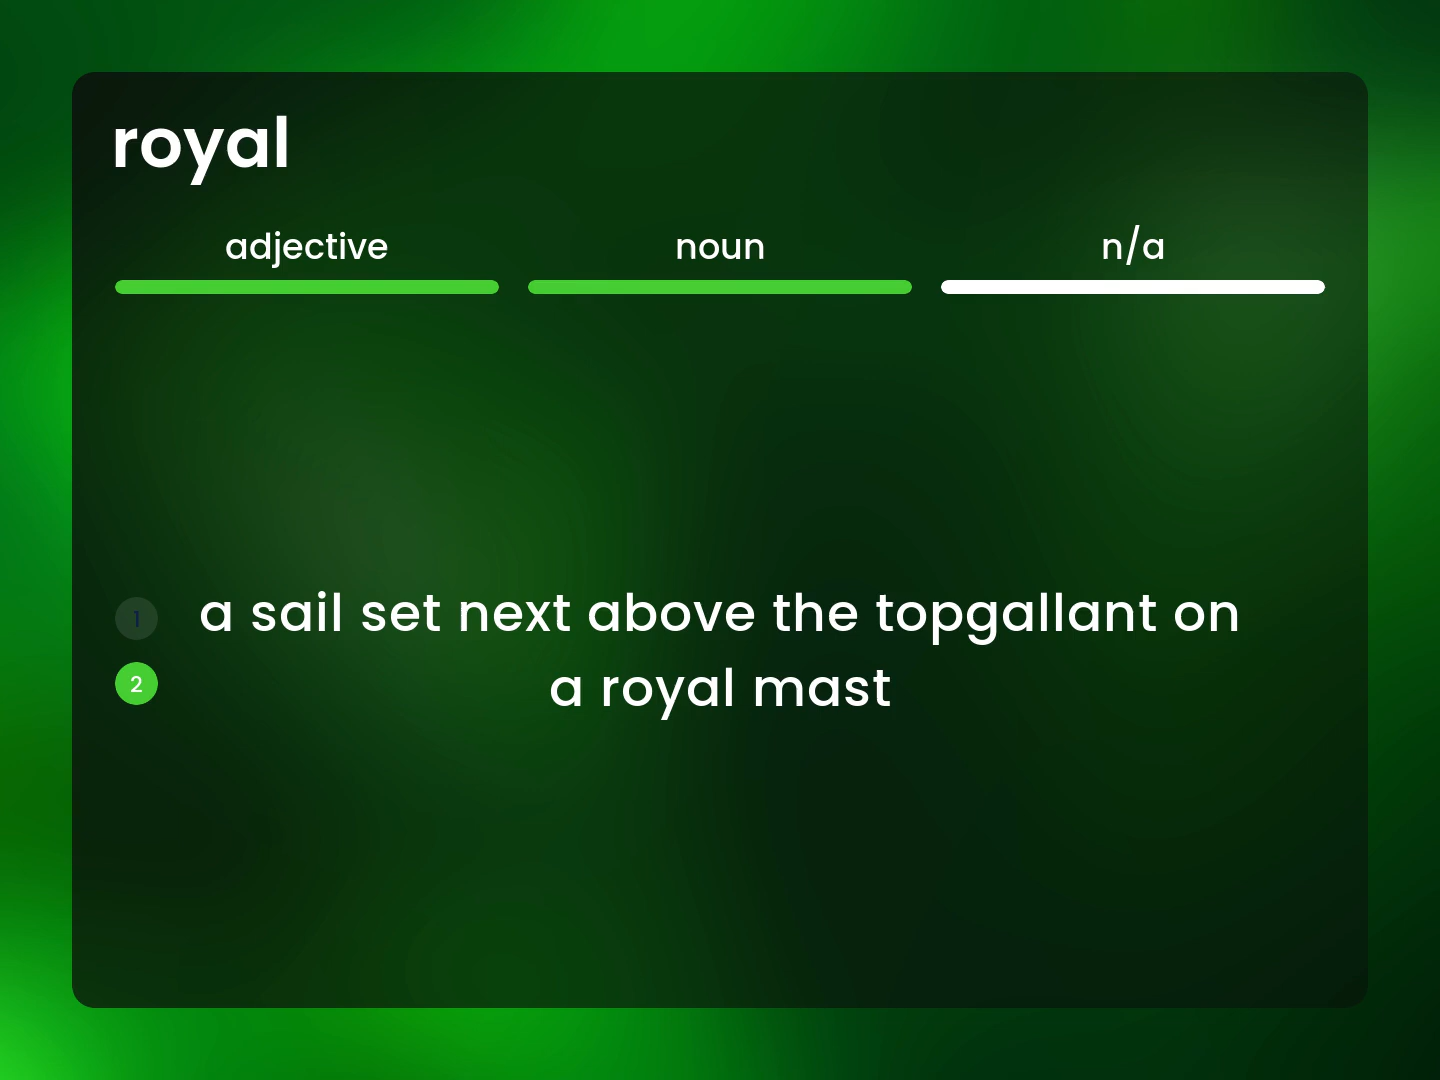 royal
adjective
noun
n/a
1
a sail set next above the topgallant on
2
a royal mast